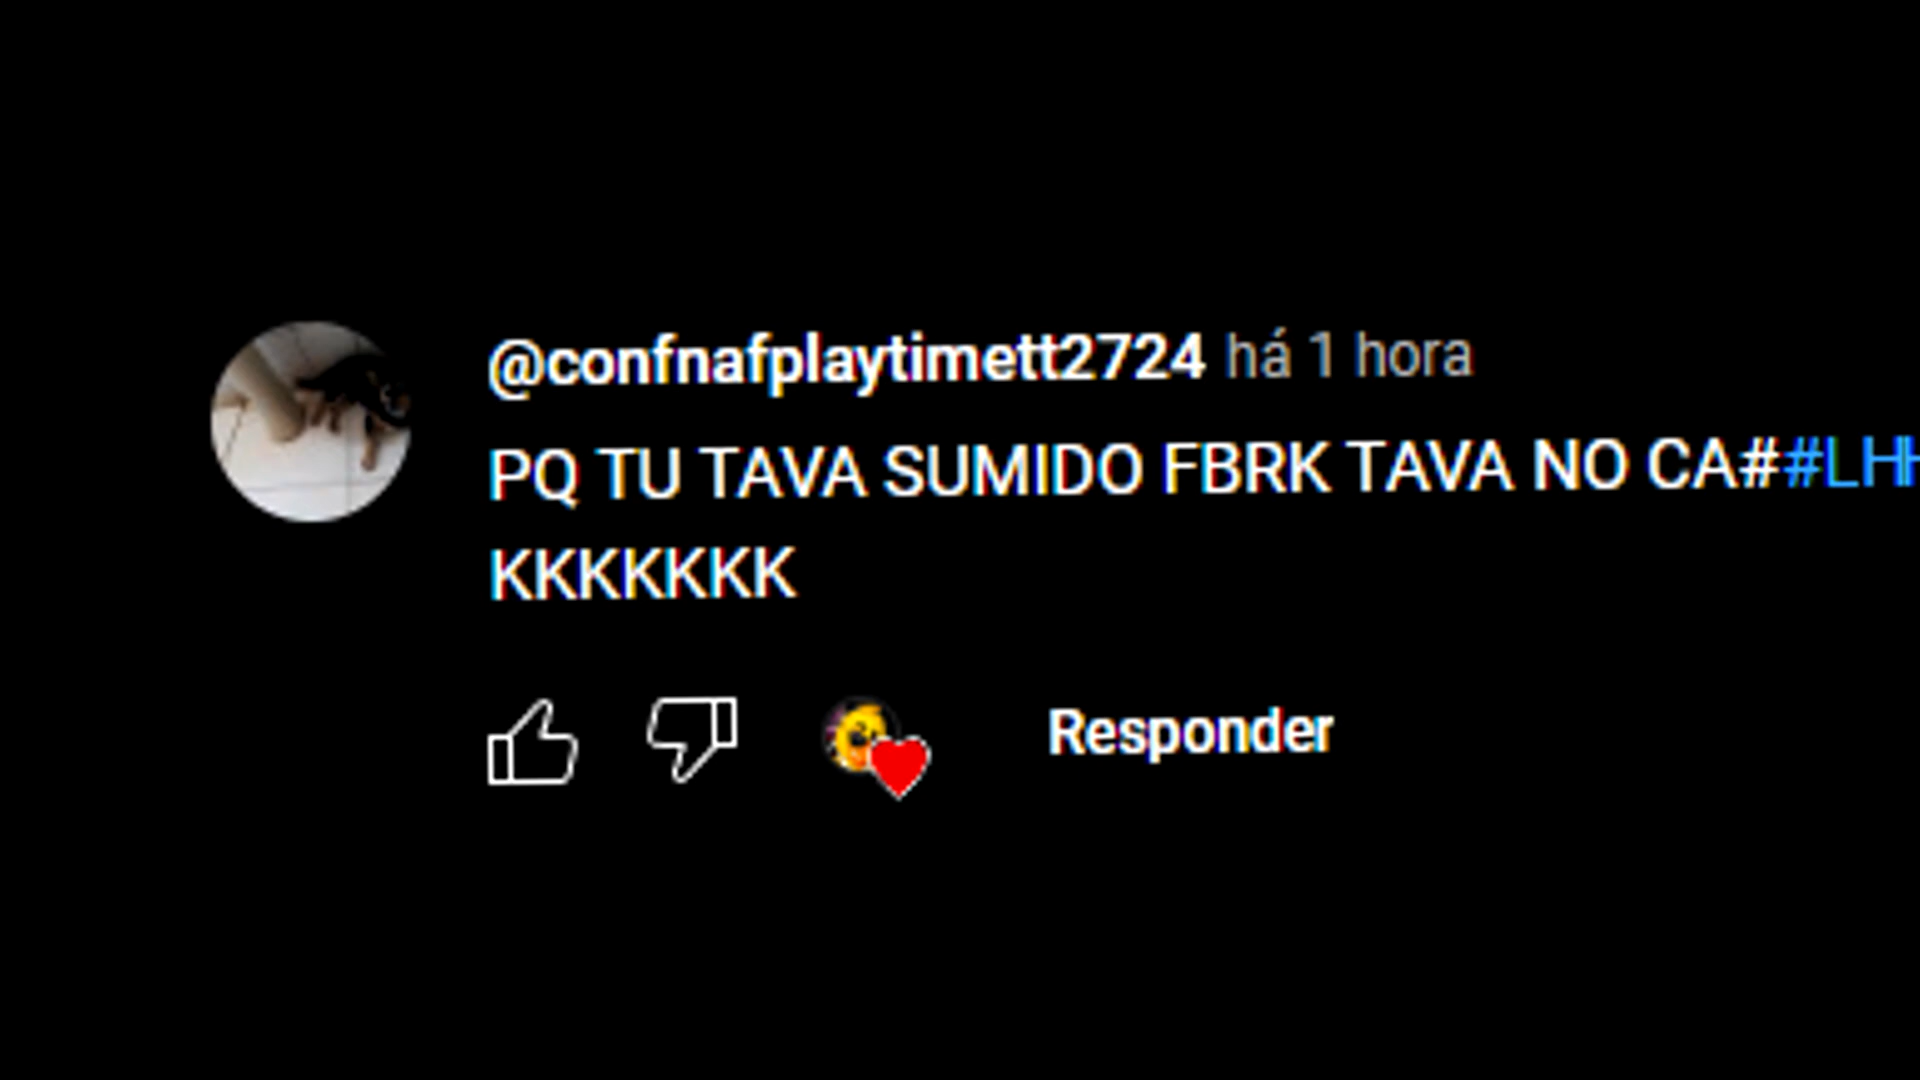 @confnafplaytimett2724 há 1 hora
PQ TU TAVA SUMIDO FBRK TAVA NO CA##LH
KKKKKKK
Responder